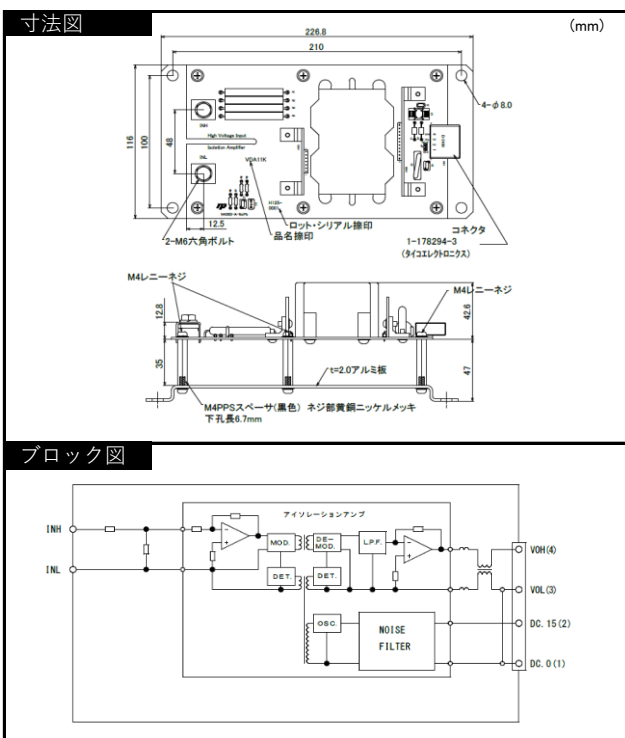 寸法図
(mm)
226.8
210
4-φ8.0
116
100
48
INH
High Voltage Input
Isolation Amplifier
INL
VDA11K
12.5
2-M6六角ボルト
ロット・シリアル捺印
品名捺印
コネクタ
1-178294-3
(タイコエレクトロニクス)
M4レニーネジ
M4レニーネジ
12.8
42.6
35
47
t=2.0アルミ板
M4PPSスペーサ(黒色) ネジ部黄銅ニッケルメッキ
下孔長6.7mm
ブロック図
アイソレーションアンプ
INH
INL
MOD.
DE-
MOD.
L.P.F.
DET.
DET.
OSC.
NOISE
FILTER
VOH(4)
VOL(3)
DC.15(2)
DC.0(1)